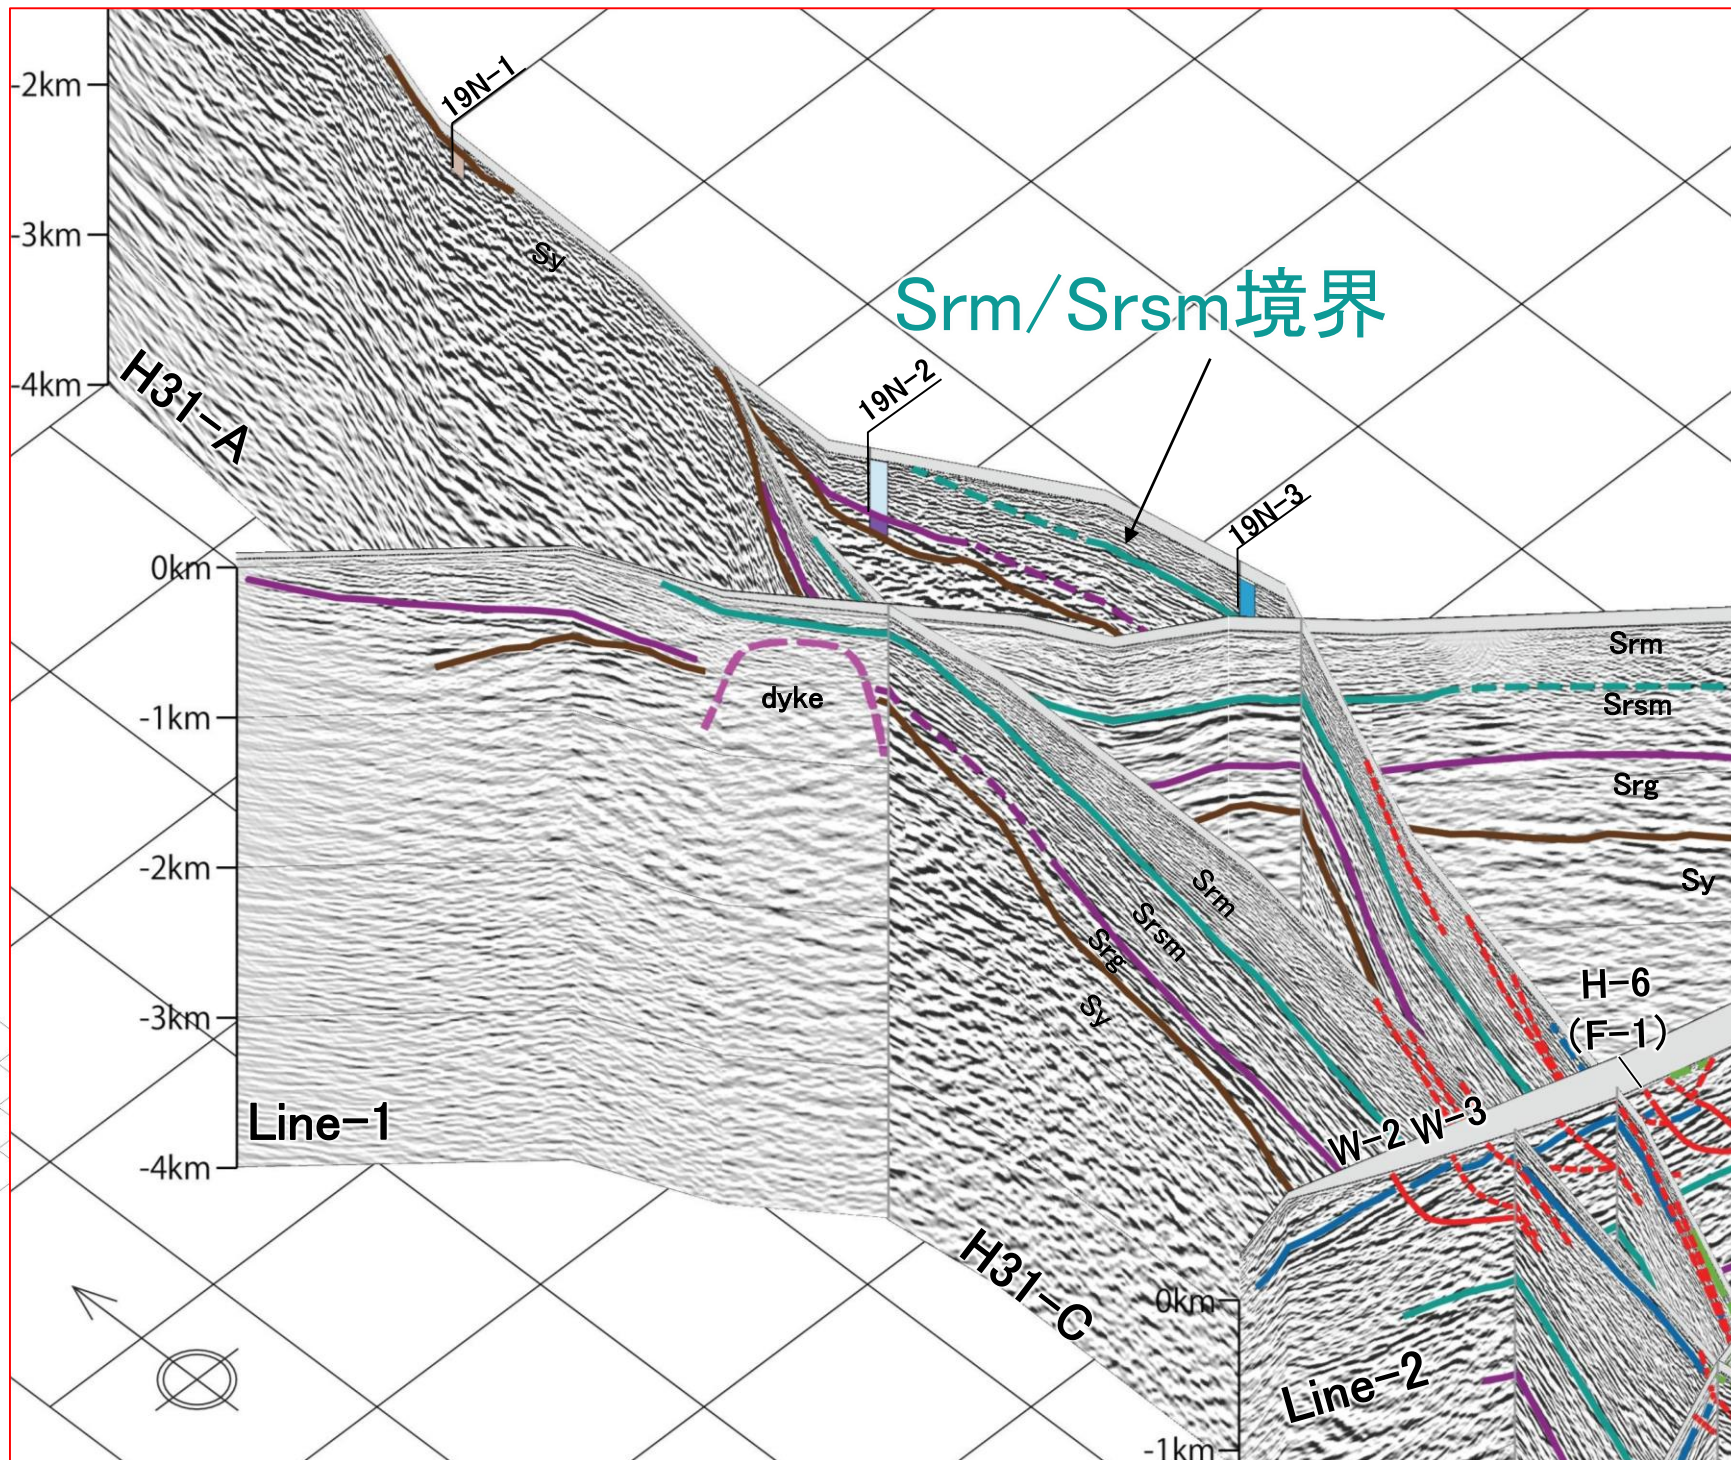 -2km
19N-1
-3km
Sy
Srm/Srsm境界
-4km
H31-A
19N-2
19N-3
0km
Srm
dyke
Srsm
-1km
Srg
Sy
-2km
Srm
Srsm
Srg
Sy
-3km
H-6
(F-1)
Line-1
W-2 W-3
-4km
H31-C
0km
Line-2
-1km